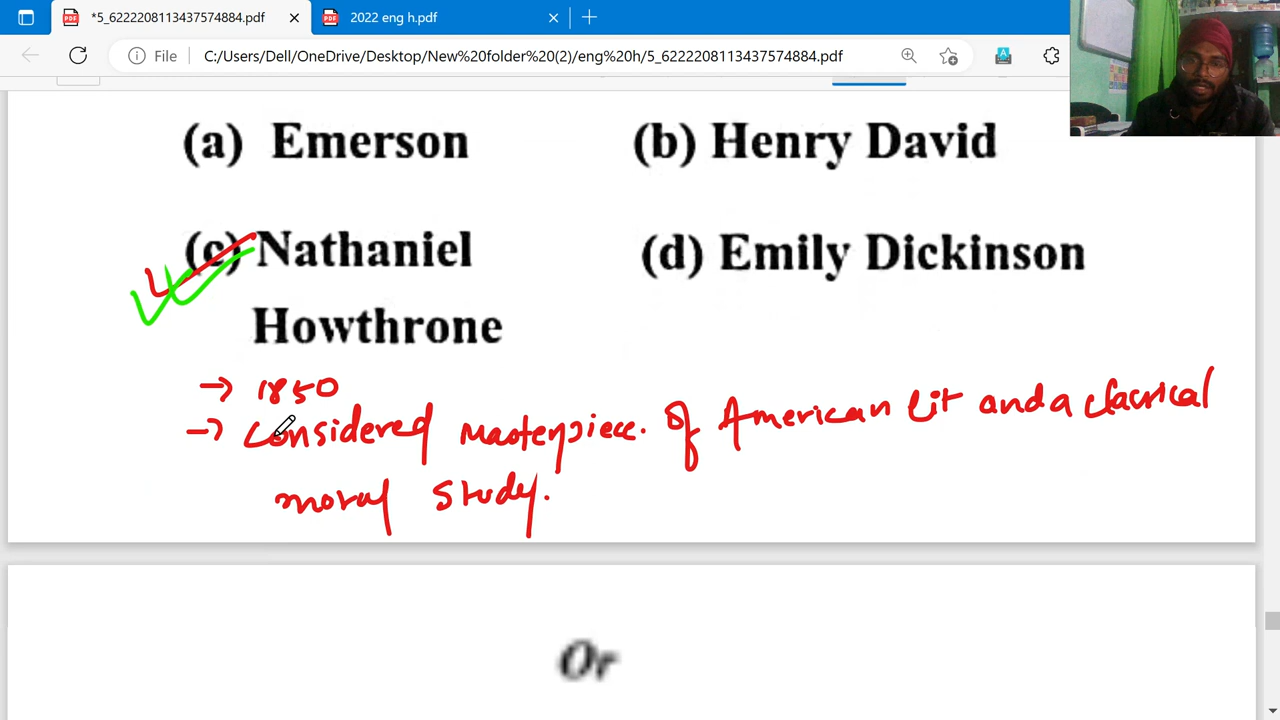 *5_6222208113437574884.pdf
2022 eng h.pdf
File C:/Users/Dell/OneDrive/Desktop/New%20folder%20(2)/eng%20h/5_6222208113437574884.pdf
(a) Emerson (b) Henry David
(c) Nathaniel (d) Emily Dickinson
Howthrone
→ 1850
→ Considered Masterpiece. Of American Lit and a classical
moral study.
Or